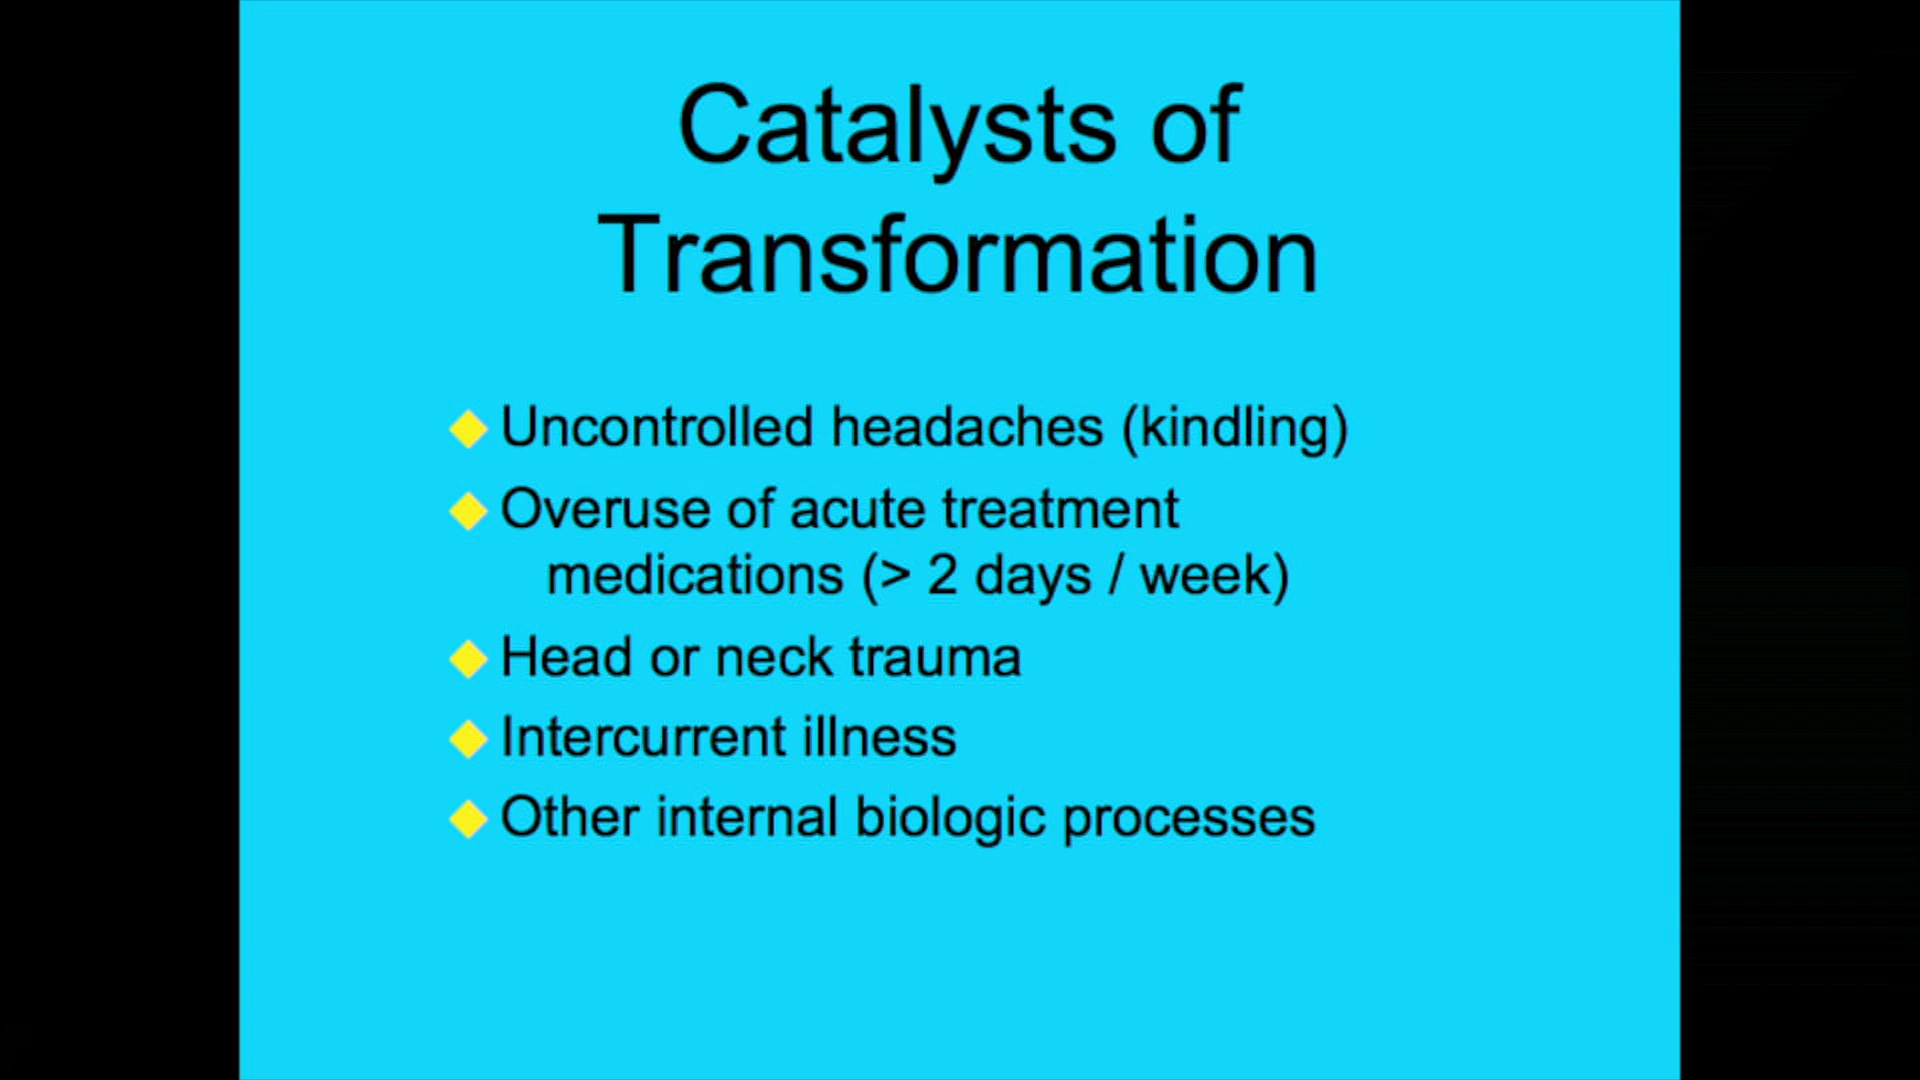 Catalysts of
Transformation
Uncontrolled headaches (kindling)
Overuse of acute treatment
medications (> 2 days / week)
Head or neck trauma
Intercurrent illness
Other internal biologic processes